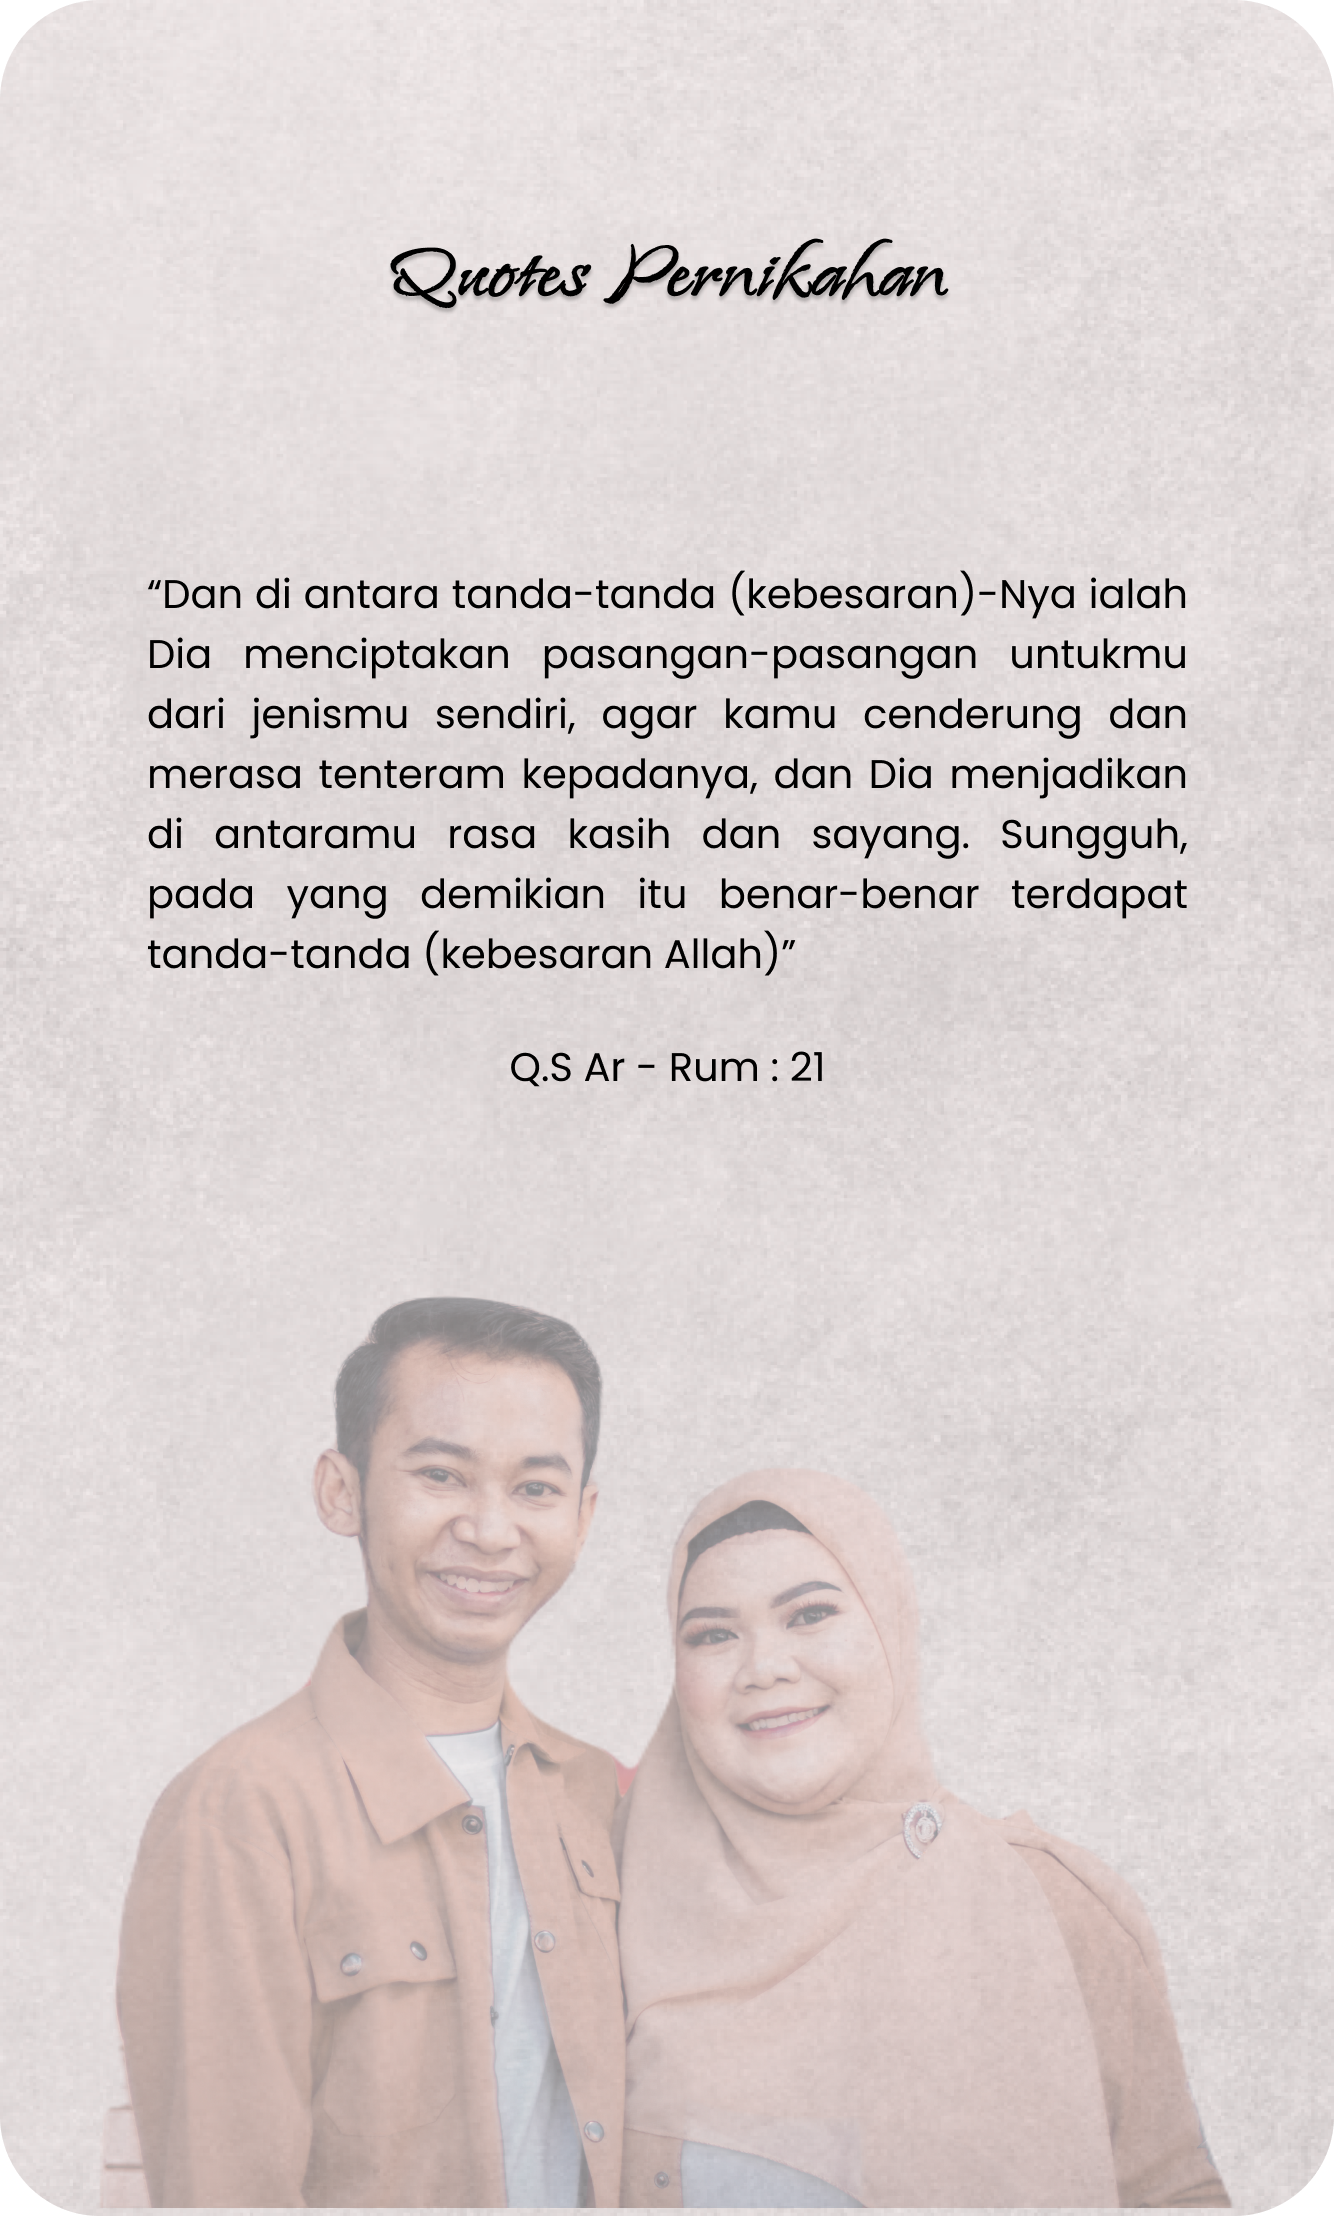 Quotes Pernikahan
“Dan di antara tanda-tanda (kebesaran)-Nya ialah
Dia menciptakan pasangan-pasangan untukmu
dari jenismu sendiri, agar kamu cenderung dan
merasa tenteram kepadanya, dan Dia menjadikan
di antaramu rasa kasih dan sayang. Sungguh,
pada yang demikian itu benar-benar terdapat
tanda-tanda (kebesaran Allah)”
Q.S Ar - Rum : 21